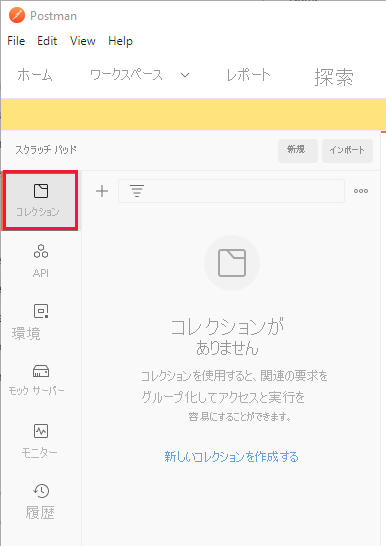 Postman
File Edit View Help
ホーム ワークスペース レポート 探索
スクラッチ パッド 新規 インポート
コレクション
API
環境
モック サーバー
モニター
履歴
コレクションが
ありません
コレクションを使用すると、関連の要求を
グループ化してアクセスと実行を
容易にすることができます。
新しいコレクションを作成する